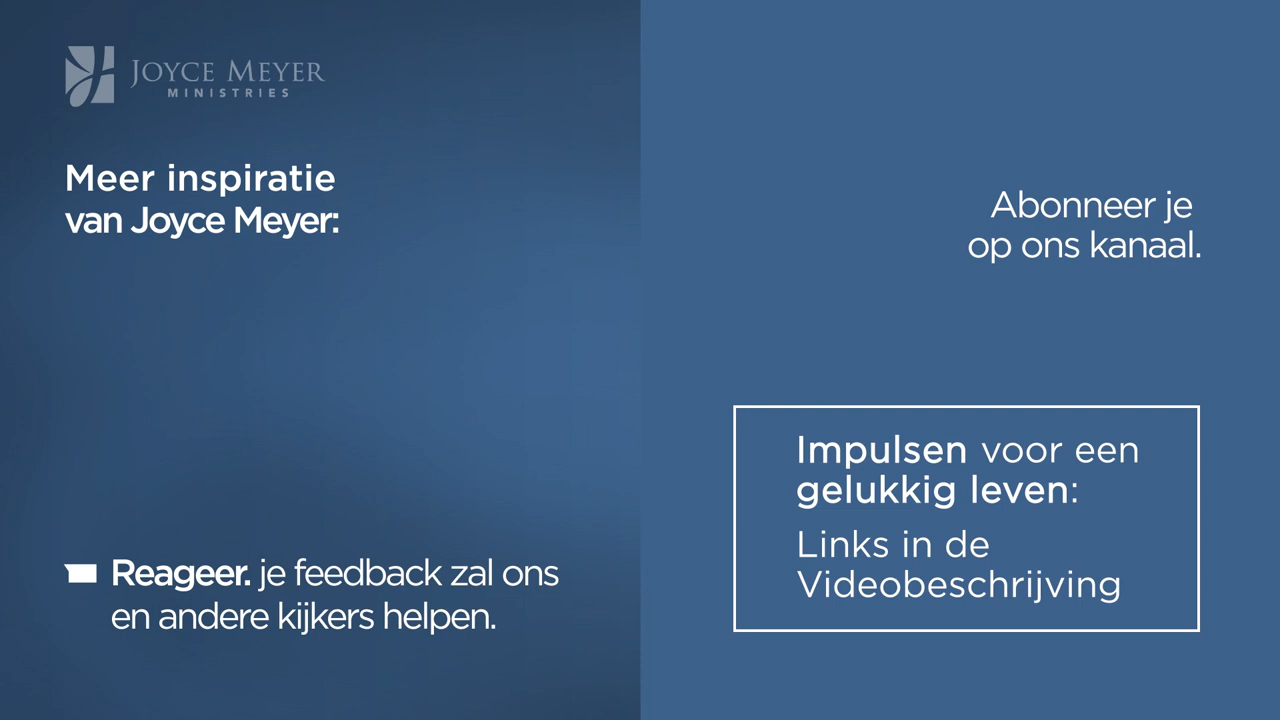 JOYCE MEYER
MINISTRIES
Meer inspiratie
van Joyce Meyer:
Reageer. je feedback zal ons
en andere kijkers helpen.
Abonneer je
op ons kanaal.
Impulsen voor een
gelukkig leven:
Links in de
Videobeschrijving